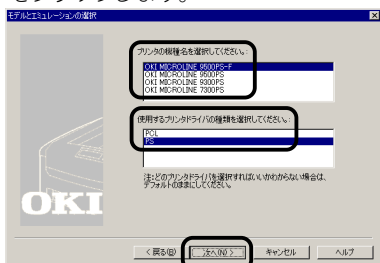 をクリックします。
モデルとエミュレーションの選択
プリンタの機種名を選択してください。:
OKI MICROLINE 9500PS-F
OKI MICROLINE 9500PS
OKI MICROLINE 9300PS
OKI MICROLINE 7300PS
使用するプリンタドライバの種類を選択してください。:
PCL
PS
注:どのプリンタドライバを選択すればいいかわからない場合は、
デフォルトのままにしてください。
OKI
< 戻る(B) 次へ(N) > キャンセル ヘルプ